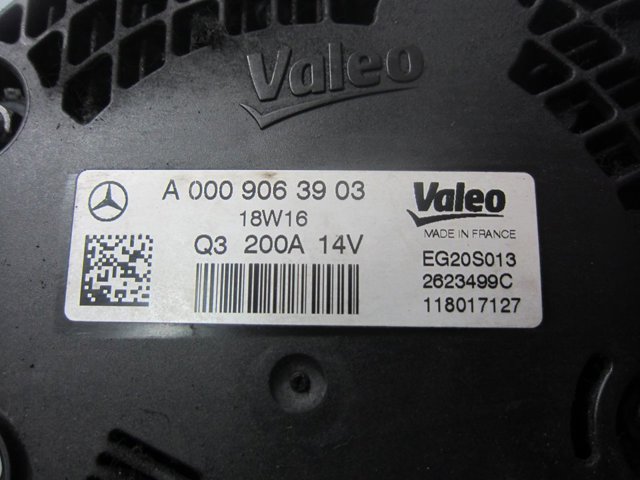 Valeo
A 000 906 39 03
18W16
Q3 200A 14V
Valeo
MADE IN FRANCE
EG20S013
2623499C
118017127